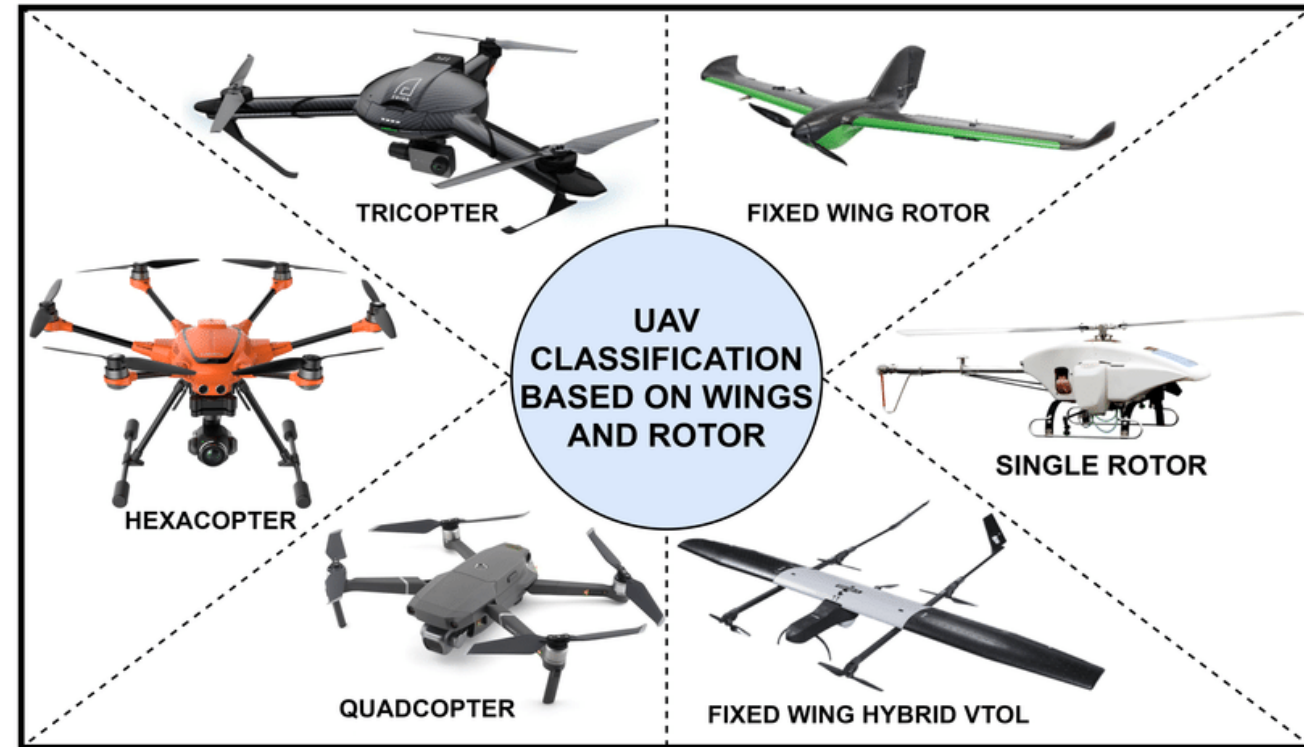 TRICOPTER
FIXED WING ROTOR
UAV
CLASSIFICATION
BASED ON WINGS
AND ROTOR
SINGLE ROTOR
HEXACOPTER
QUADCOPTER
FIXED WING HYBRID VTOL